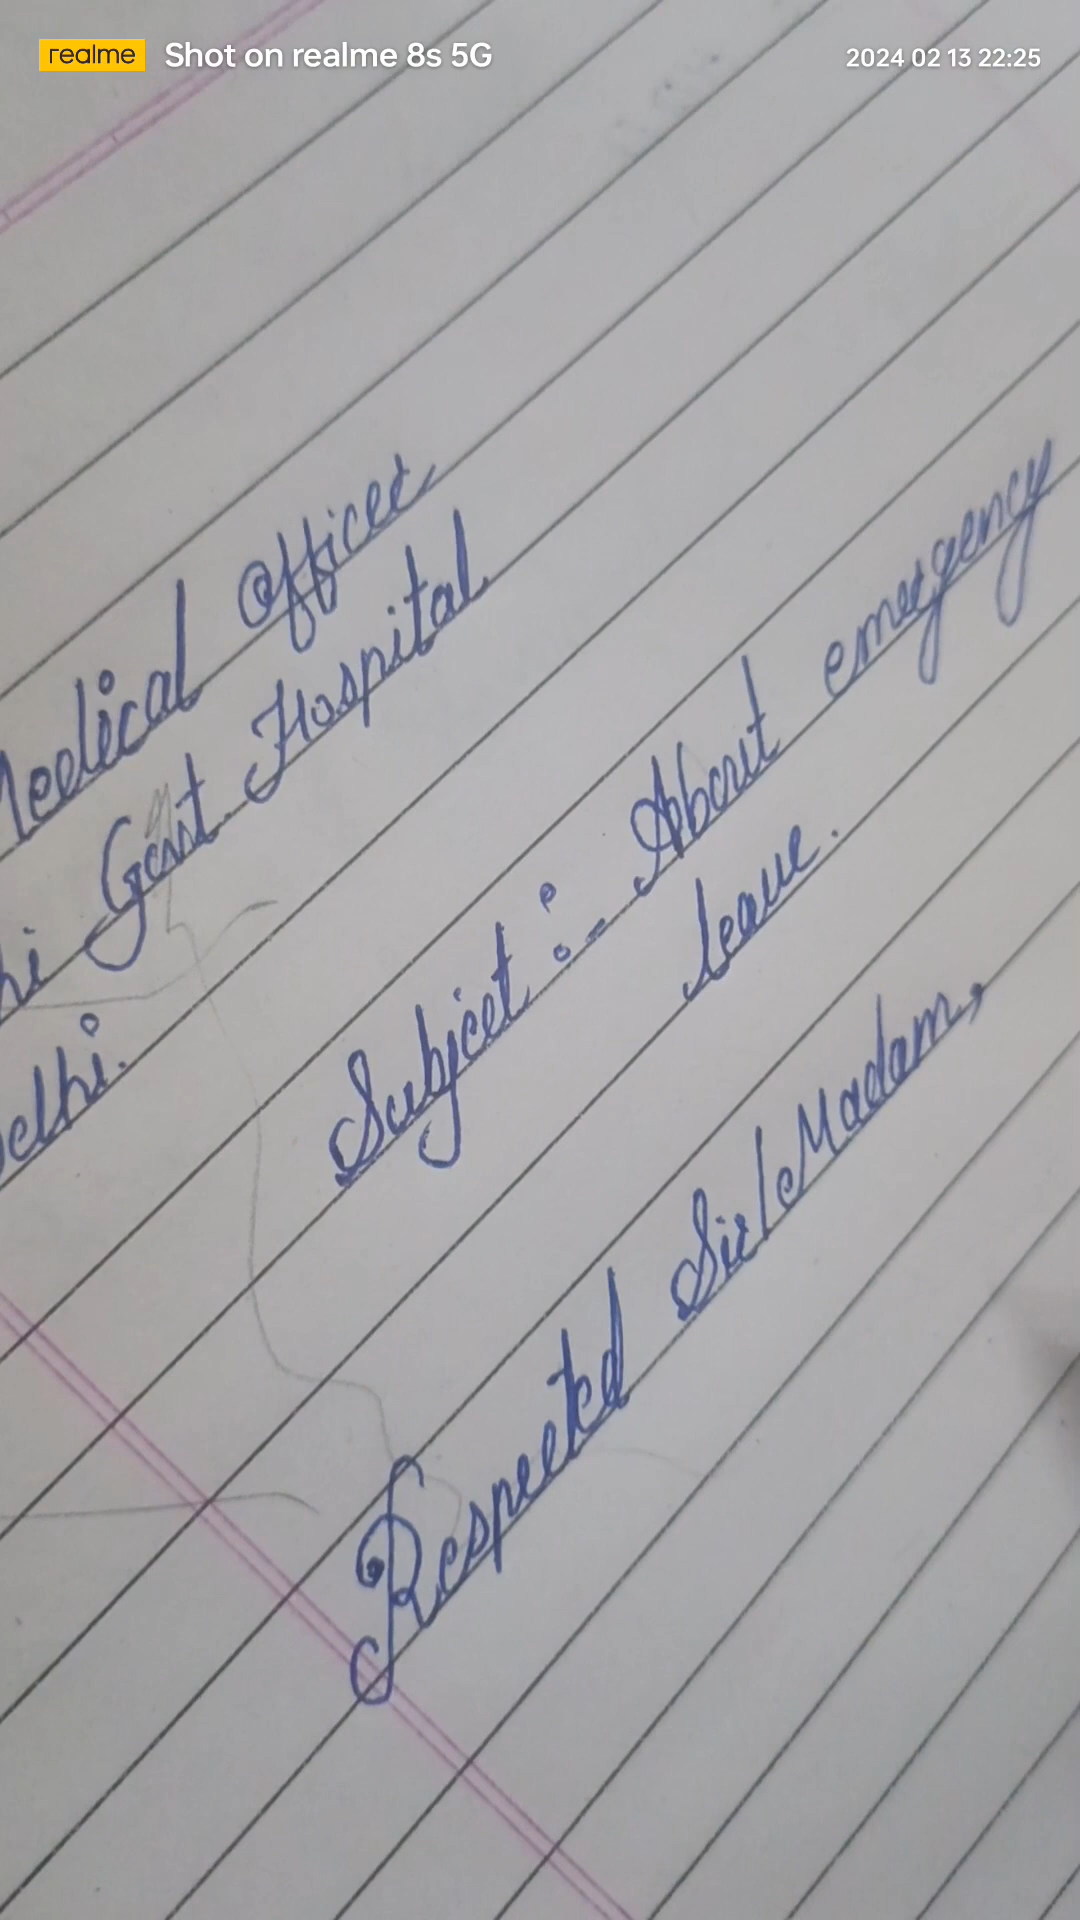 realme Shot on realme 8s 5G
2024 02 13 22:25
Medical Officer
Govt. Hospital
Delhi.
Subject :- About emergency
leave.
Respected Sir/Madam,